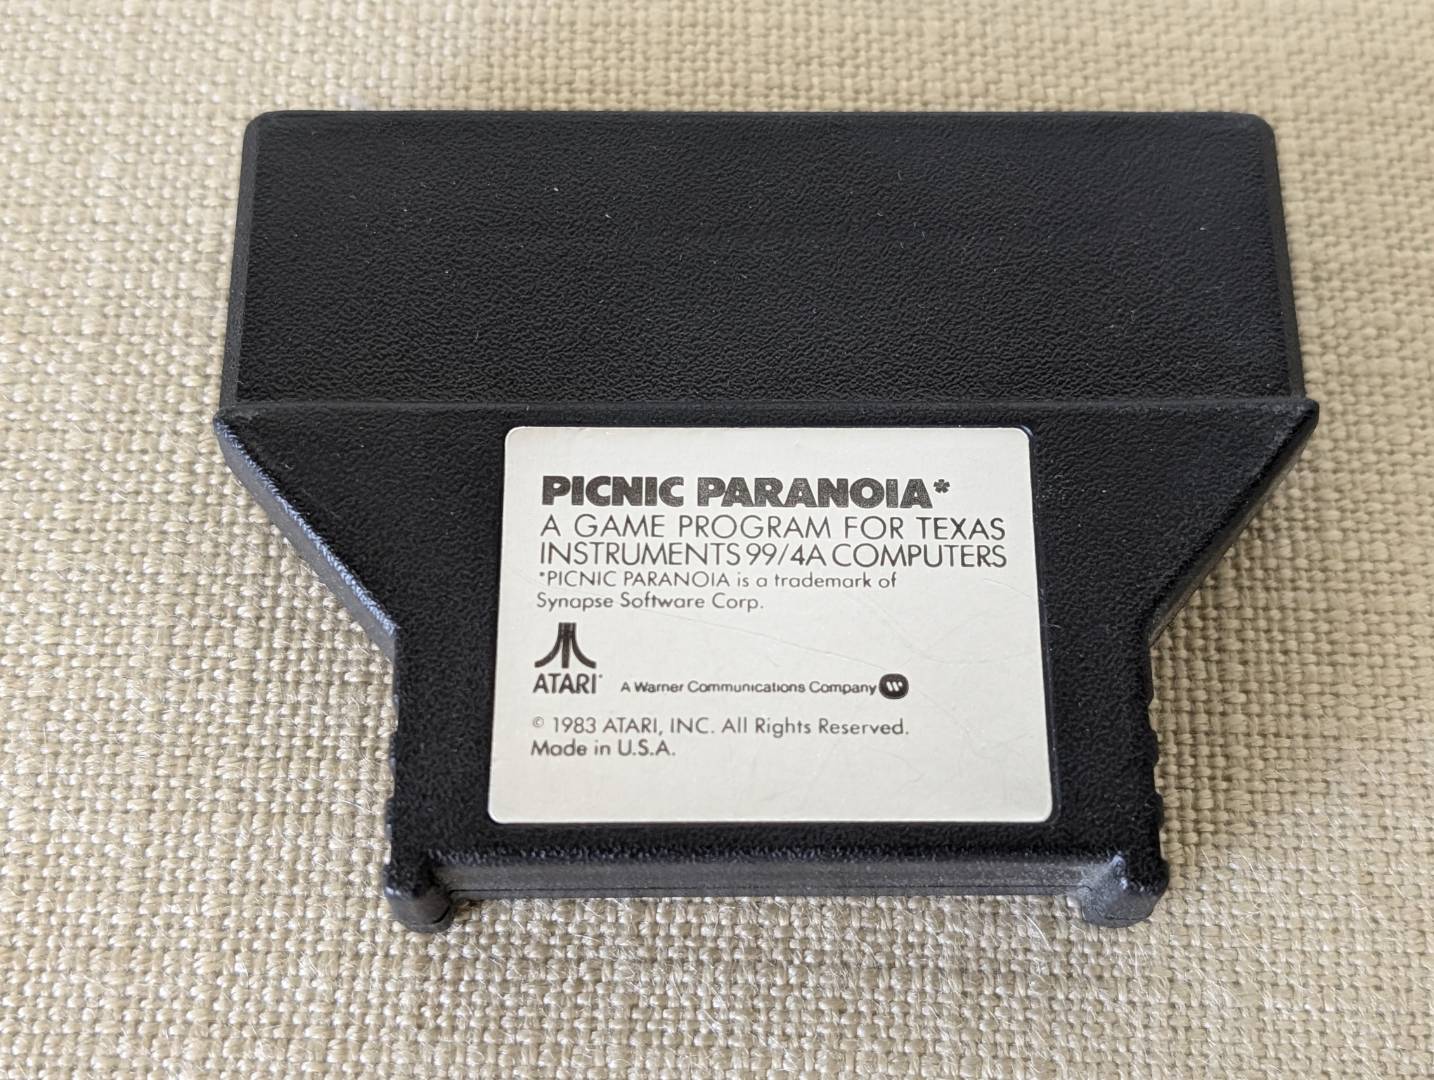 PICNIC PARANOIA*
A GAME PROGRAM FOR TEXAS
INSTRUMENTS 99/4A COMPUTERS
*PICNIC PARANOIA is a trademark of
Synapse Software Corp.
ATARI® A Warner Communications Company W
© 1983 ATARI, INC. All Rights Reserved.
Made in U.S.A.